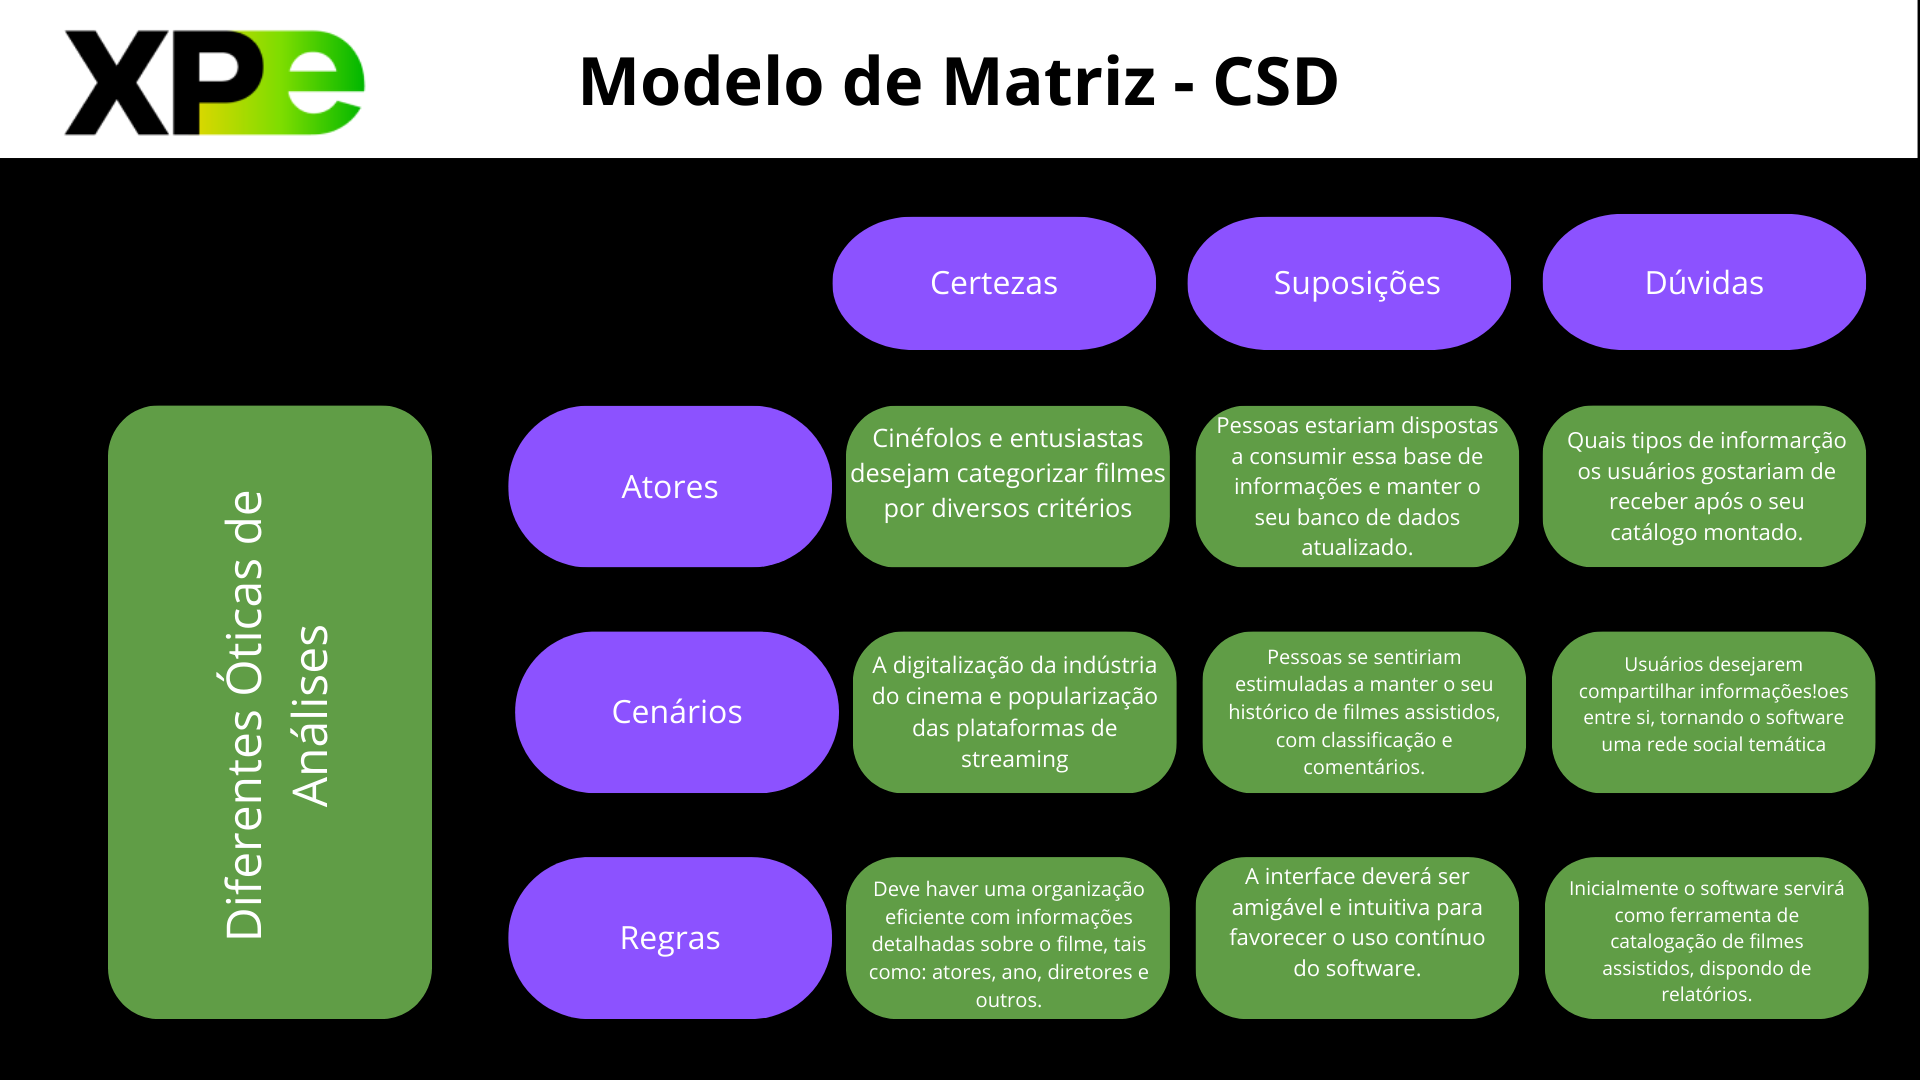 XPe
Modelo de Matriz - CSD
Certezas
Suposições
Dúvidas
Diferentes Óticas de
Análises
Atores
Cinéfolos e entusiastas
desejam categorizar filmes
por diversos critérios
Pessoas estariam dispostas
a consumir essa base de
informações e manter o
seu banco de dados
atualizado.
Quais tipos de informarção
os usuários gostariam de
receber após o seu
catálogo montado.
Cenários
A digitalização da indústria
do cinema e popularização
das plataformas de
streaming
Pessoas se sentiriam
estimuladas a manter o seu
histórico de filmes assistidos,
com classificação e
comentários.
Usuários desejarem
compartilhar informações!oes
entre si, tornando o software
uma rede social temática
Regras
Deve haver uma organização
eficiente com informações
detalhadas sobre o filme, tais
como: atores, ano, diretores e
outros.
A interface deverá ser
amigável e intuitiva para
favorecer o uso contínuo
do software.
Inicialmente o software servirá
como ferramenta de
catalogação de filmes
assistidos, dispondo de
relatórios.